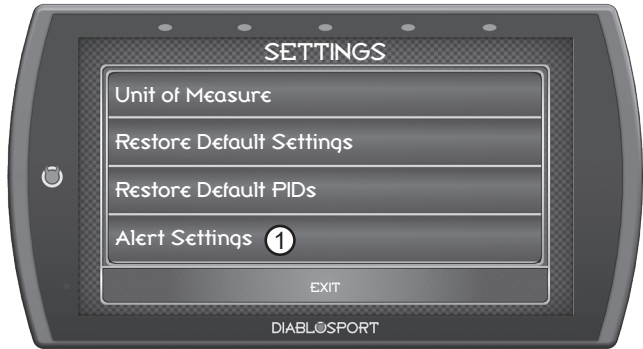 SETTINGS
Unit of Measure
Restore Default Settings
Restore Default PIDs
Alert Settings 1
EXIT
DIABLOSPORT